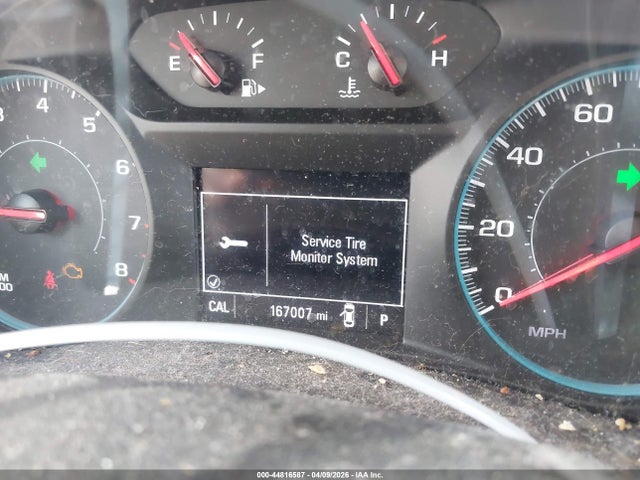 E F
C H
3 4 5 6 7 8
0 20 40 60
Service Tire
Monitor System
CAL 167007 mi P
MPH
000-44816587 - 04/09/2026 - IAA Inc.